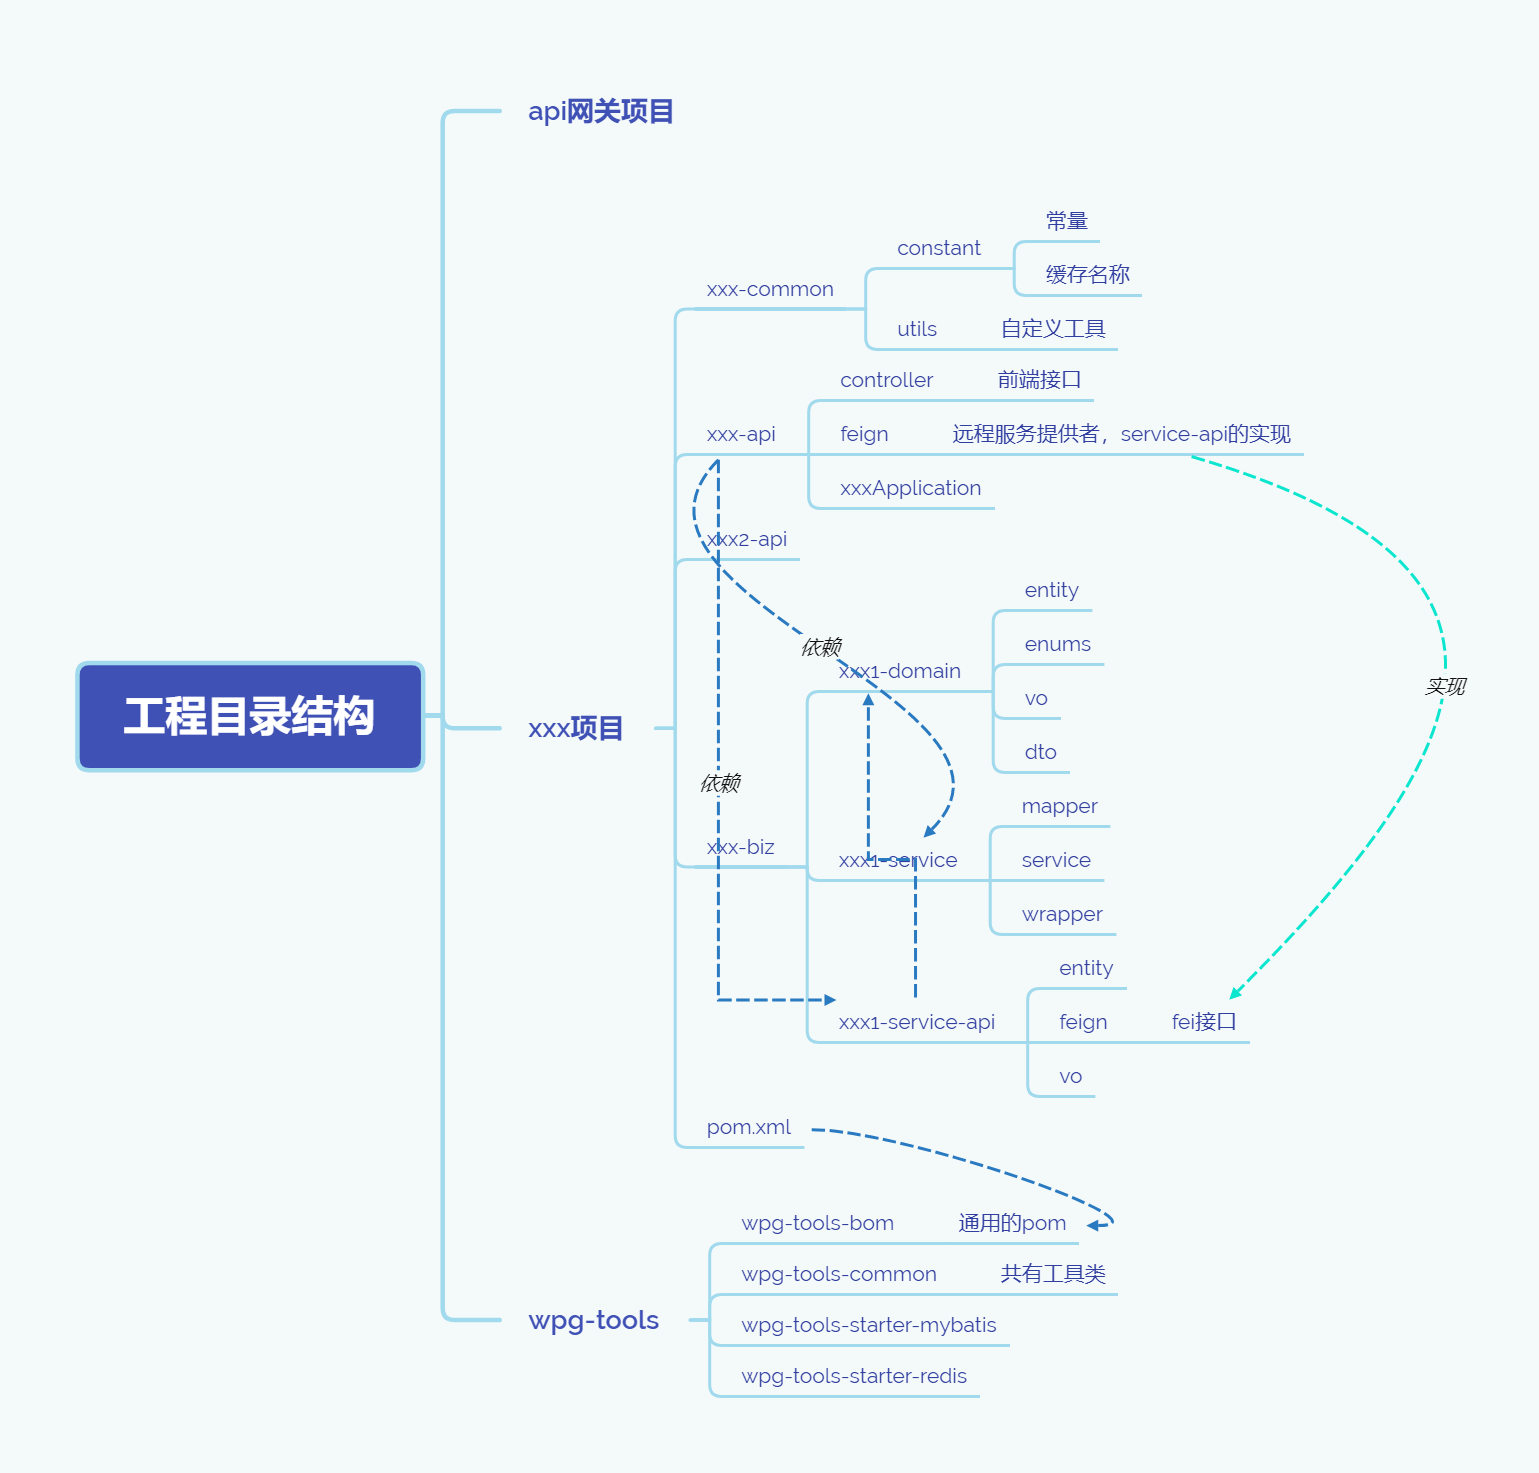 工程目录结构
api网关项目
xxx项目
xxx-common
constant
常量
缓存名称
utils
自定义工具
xxx-api
controller
前端接口
feign
远程服务提供者，service-api的实现
xxxApplication
xxx2-api
xxx-biz
xxx1-domain
entity
enums
vo
dto
xxx1-service
mapper
service
wrapper
xxx1-service-api
entity
feign
fei接口
vo
pom.xml
wpg-tools
wpg-tools-bom
通用的pom
wpg-tools-common
共有工具类
wpg-tools-starter-mybatis
wpg-tools-starter-redis
依赖
依赖
实现